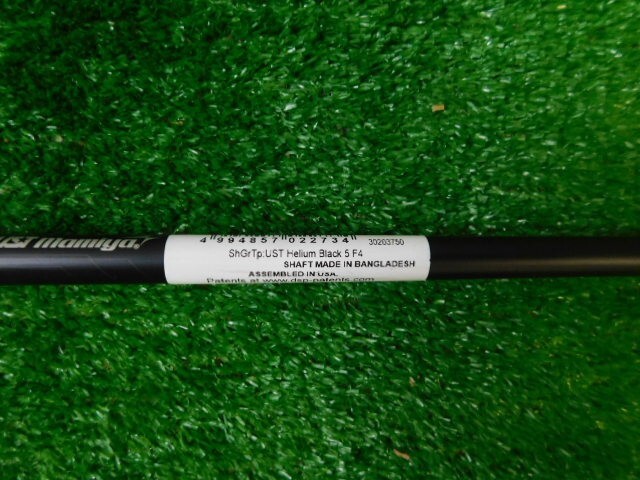 UST mamiya
4 994857 022734
30203750
ShGrTp:UST Helium Black 5 F4
SHAFT MADE IN BANGLADESH
ASSEMBLED IN USA.
Patents at www.dsp-patents.com